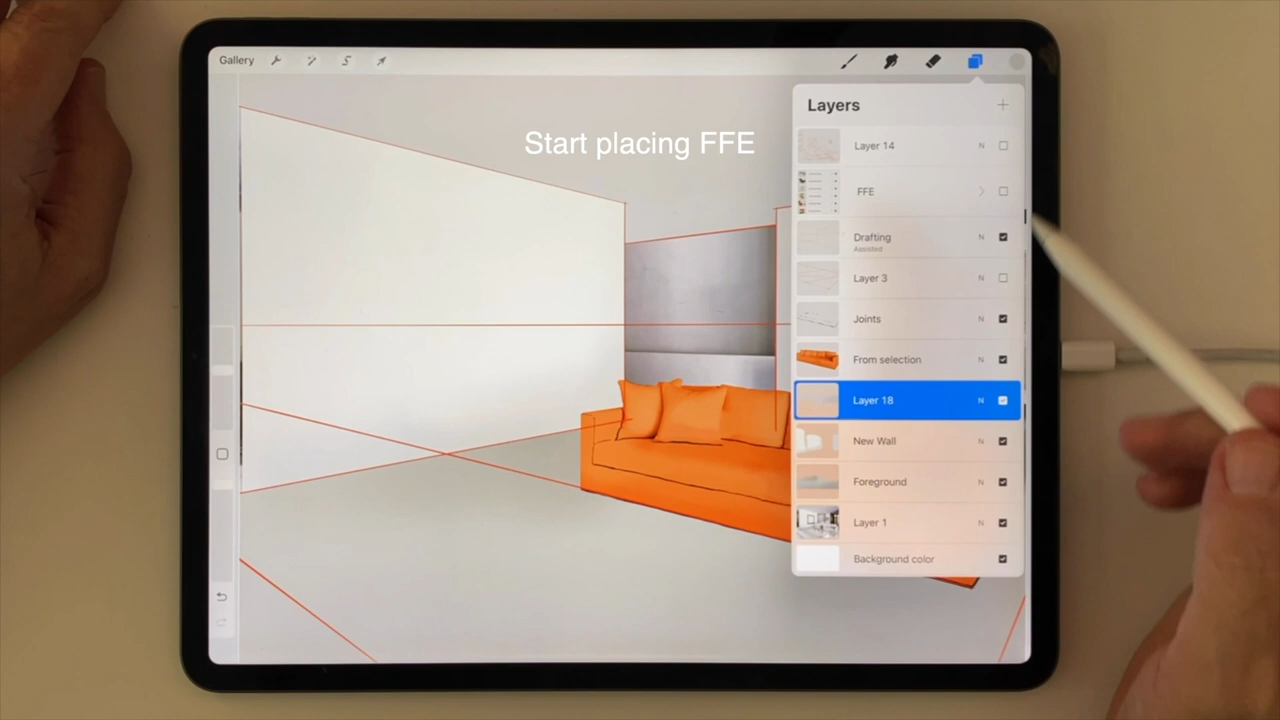 Gallery
Start placing FFE
Layers
Layer 14 N
FFE
Drafting N
Assisted
Layer 3 N
Joints N
From selection N
Layer 18 N
New Wall N
Foreground N
Layer 1 N
Background color